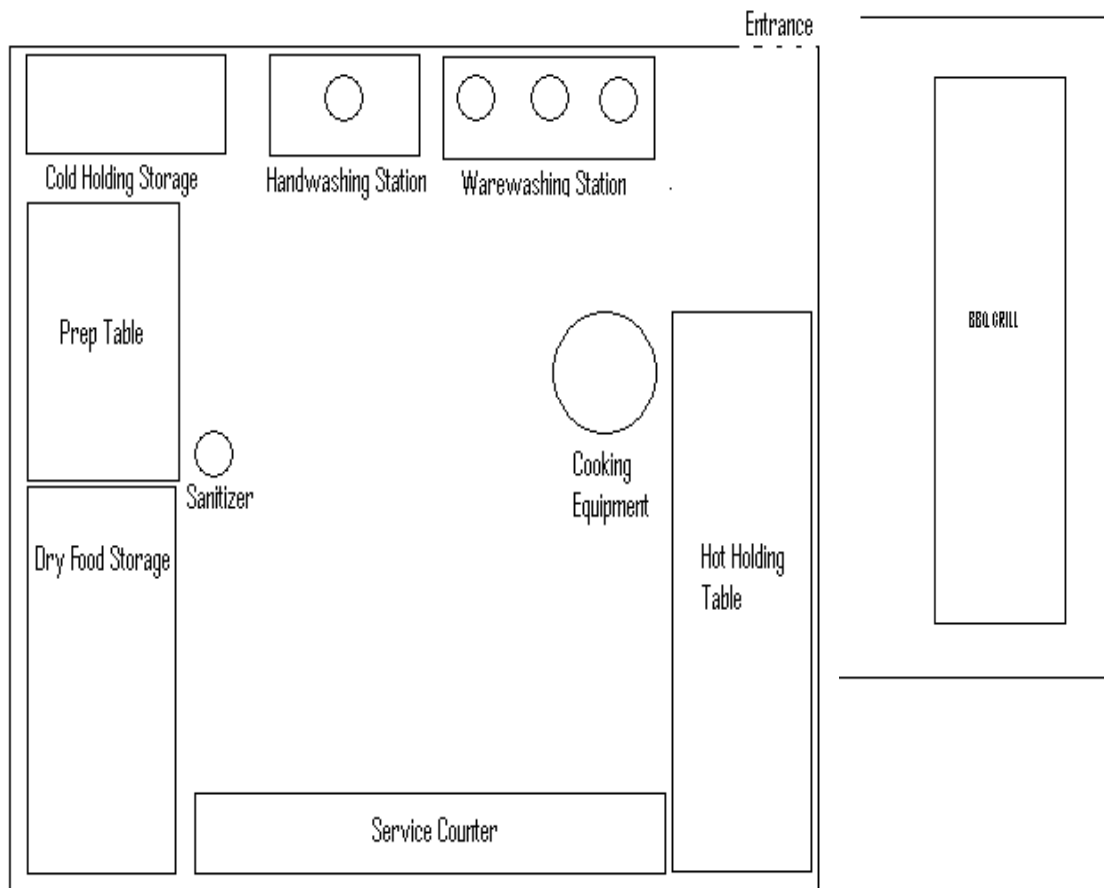 Entrance
Cold Holding Storage
Handwashing Station
Warewashing Station
Prep Table
BBQ GRILL
Sanitizer
Cooking
Equipment
Dry Food Storage
Hot Holding
Table
Service Counter